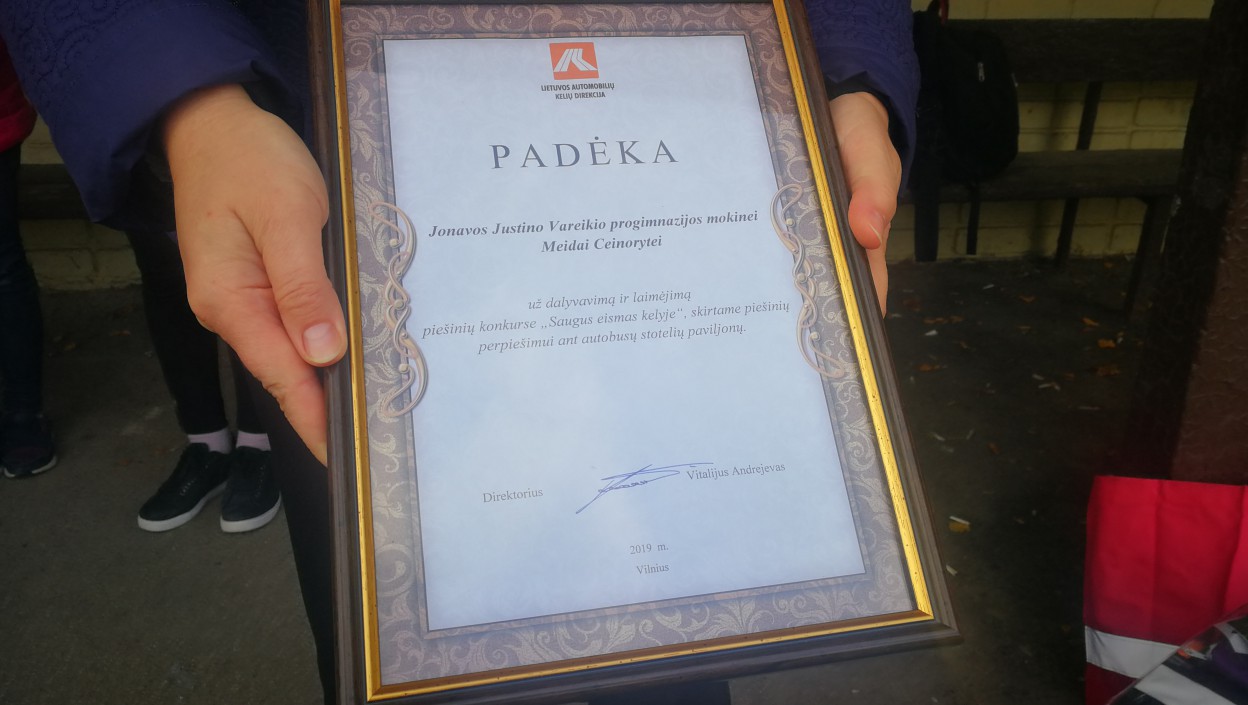 LIETUVOS AUTOMOBILIŲ
KELIŲ DIREKCIJA
PADĖKA
Jonavos Justino Vareikio progimnazijos mokinei
Meidai Ceinorytei
už dalyvavimą ir laimėjimą
piešinių konkurse „Saugus eismas kelyje“, skirtame piešinių
perpiešimui ant autobusų stotelių paviljonų.
Direktorius Vitalijus Andrejevas
2019 m.
Vilnius